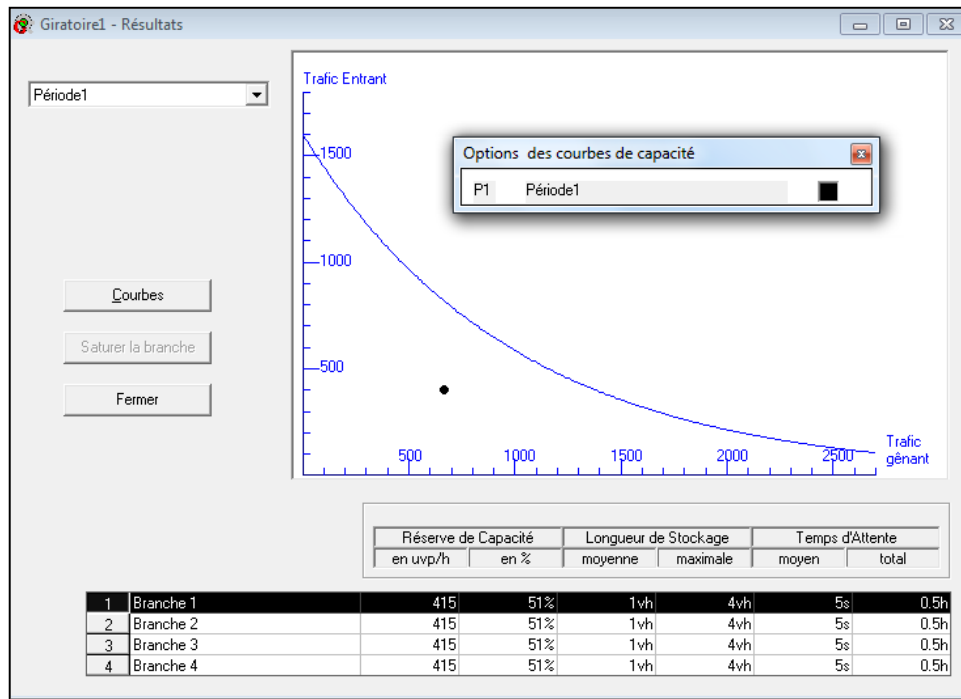 Giratoire1 - Résultats
Période1
Trafic Entrant
1500
1000
500
Options des courbes de capacité
P1 Période1
Courbes
Saturer la branche
Fermer
500 1000 1500 2000 2500
Trafic
gênant
Réserve de Capacité Longueur de Stockage Temps d'Attente
en uvp/h en % moyenne maximale moyen total
1 Branche 1 415 51% 1vh 4vh 5s 0.5h
2 Branche 2 415 51% 1vh 4vh 5s 0.5h
3 Branche 3 415 51% 1vh 4vh 5s 0.5h
4 Branche 4 415 51% 1vh 4vh 5s 0.5h